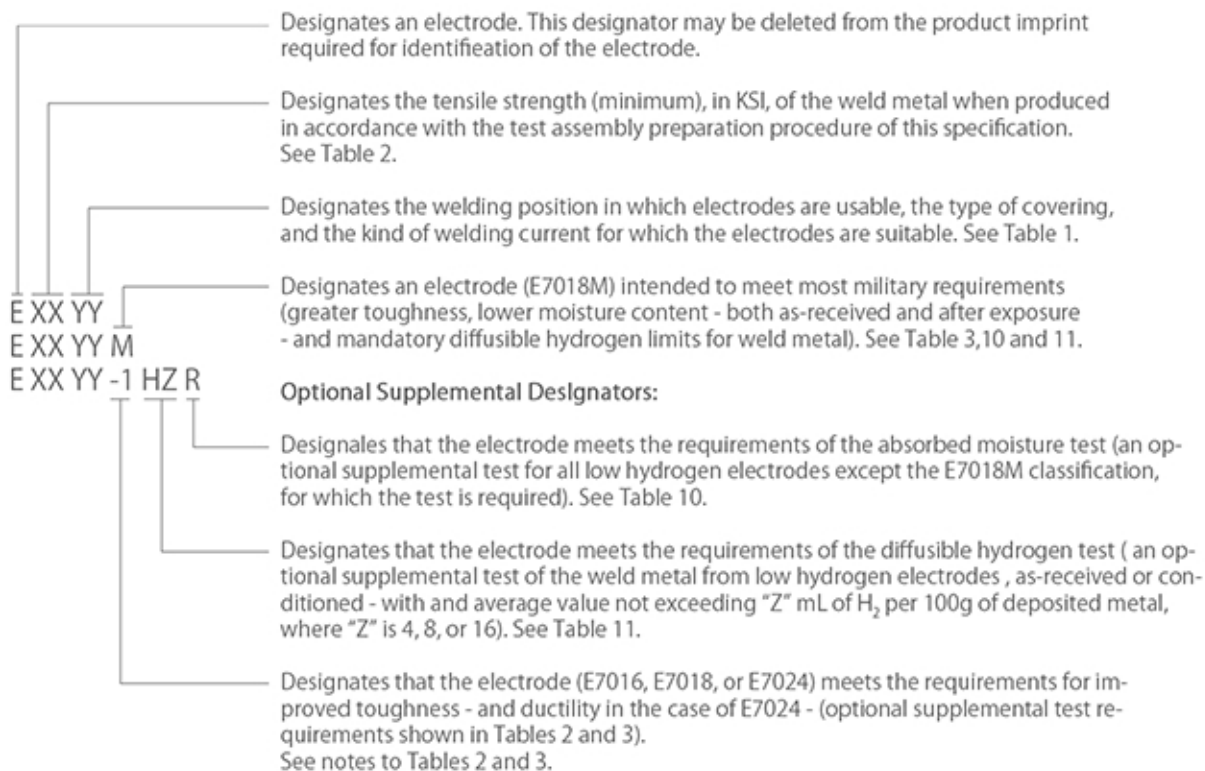 Designates an electrode. This designator may be deleted from the product imprint
required for identifieation of the electrode.
Designates the tensile strength (minimum), in KSI, of the weld metal when produced
in accordance with the test assembly preparation procedure of this specification.
See Table 2.
Designates the welding position in which electrodes are usable, the type of covering,
and the kind of welding current for which the electrodes are suitable. See Table 1.
Designates an electrode (E7018M) intended to meet most military requirements
(greater toughness, lower moisture content - both as-received and after exposure
- and mandatory diffusible hydrogen limits for weld metal). See Table 3,10 and 11.
E XX YY
E XX YY M
E XX YY -1 HZ R
Optional Supplemental DesIgnators:
Designales that the electrode meets the requirements of the absorbed moisture test (an op-
tional supplemental test for all low hydrogen electrodes except the E7018M classification,
for which the test is required). See Table 10.
Designates that the electrode meets the requirements of the diffusible hydrogen test ( an op-
tional supplemental test of the weld metal from low hydrogen electrodes , as-received or con-
ditioned - with and average value not exceeding “Z” mL of H₂ per 100g of deposited metal,
where “Z” is 4, 8, or 16). See Table 11.
Designates that the electrode (E7016, E7018, or E7024) meets the requirements for im-
proved toughness - and ductility in the case of E7024 - (optional supplemental test re-
quirements shown in Tables 2 and 3).
See notes to Tables 2 and 3.